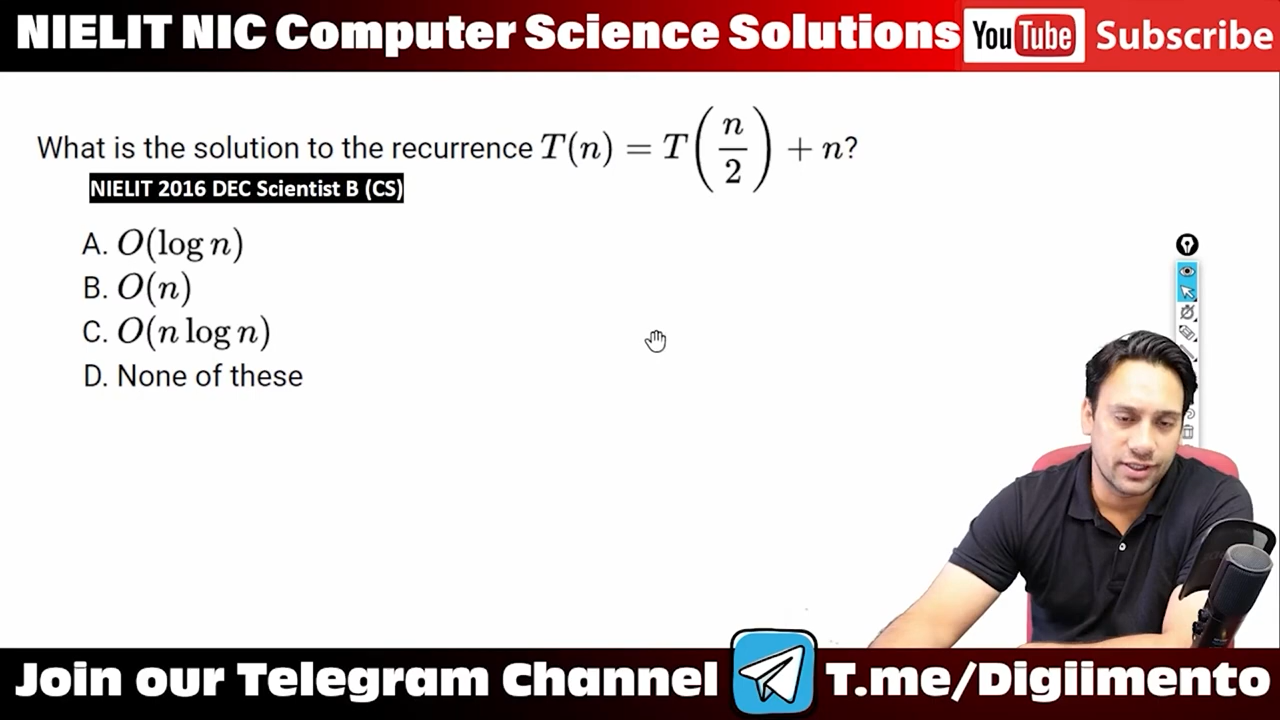 NIELIT NIC Computer Science Solutions YouTube Subscribe
What is the solution to the recurrence T(n) = T(n/2) + n?
NIELIT 2016 DEC Scientist B (CS)
A. O(log n)
B. O(n)
C. O(n log n)
D. None of these
Join our Telegram Channel T.me/Digiimento